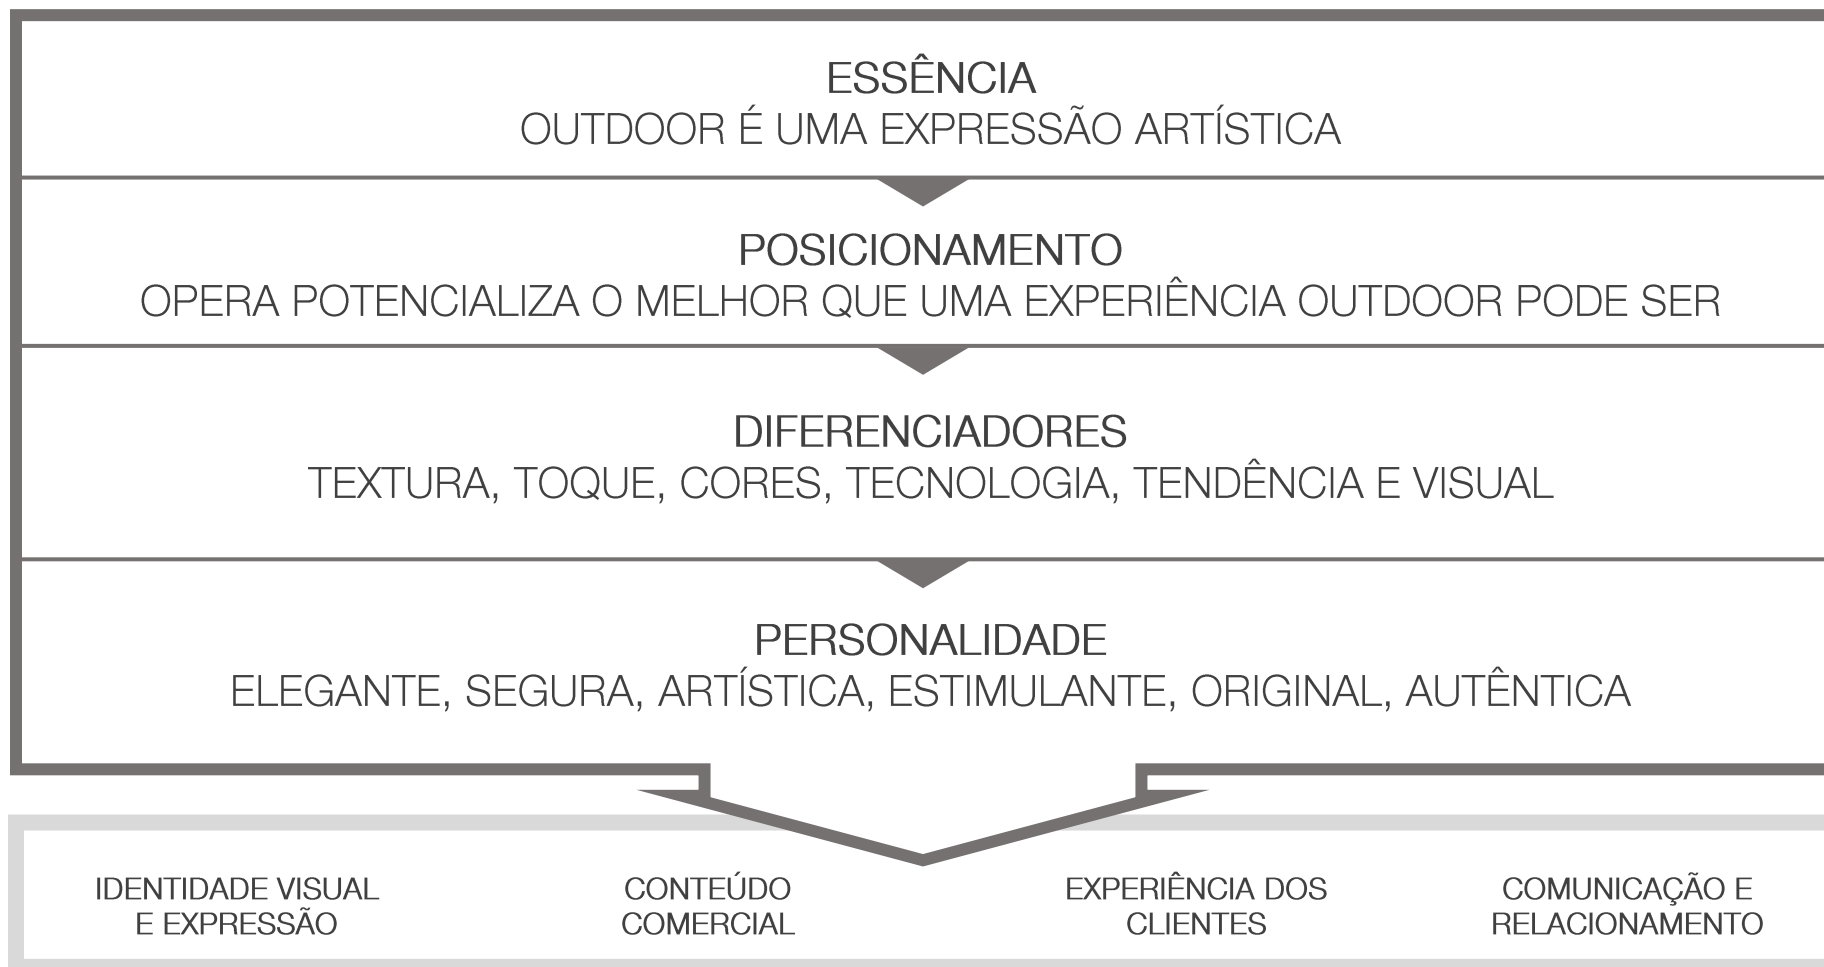 ESSÊNCIA
OUTDOOR É UMA EXPRESSÃO ARTÍSTICA
POSICIONAMENTO
OPERA POTENCIALIZA O MELHOR QUE UMA EXPERIÊNCIA OUTDOOR PODE SER
DIFERENCIADORES
TEXTURA, TOQUE, CORES, TECNOLOGIA, TENDÊNCIA E VISUAL
PERSONALIDADE
ELEGANTE, SEGURA, ARTÍSTICA, ESTIMULANTE, ORIGINAL, AUTÊNTICA
IDENTIDADE VISUAL
E EXPRESSÃO
CONTEÚDO
COMERCIAL
EXPERIÊNCIA DOS
CLIENTES
COMUNICAÇÃO E
RELACIONAMENTO